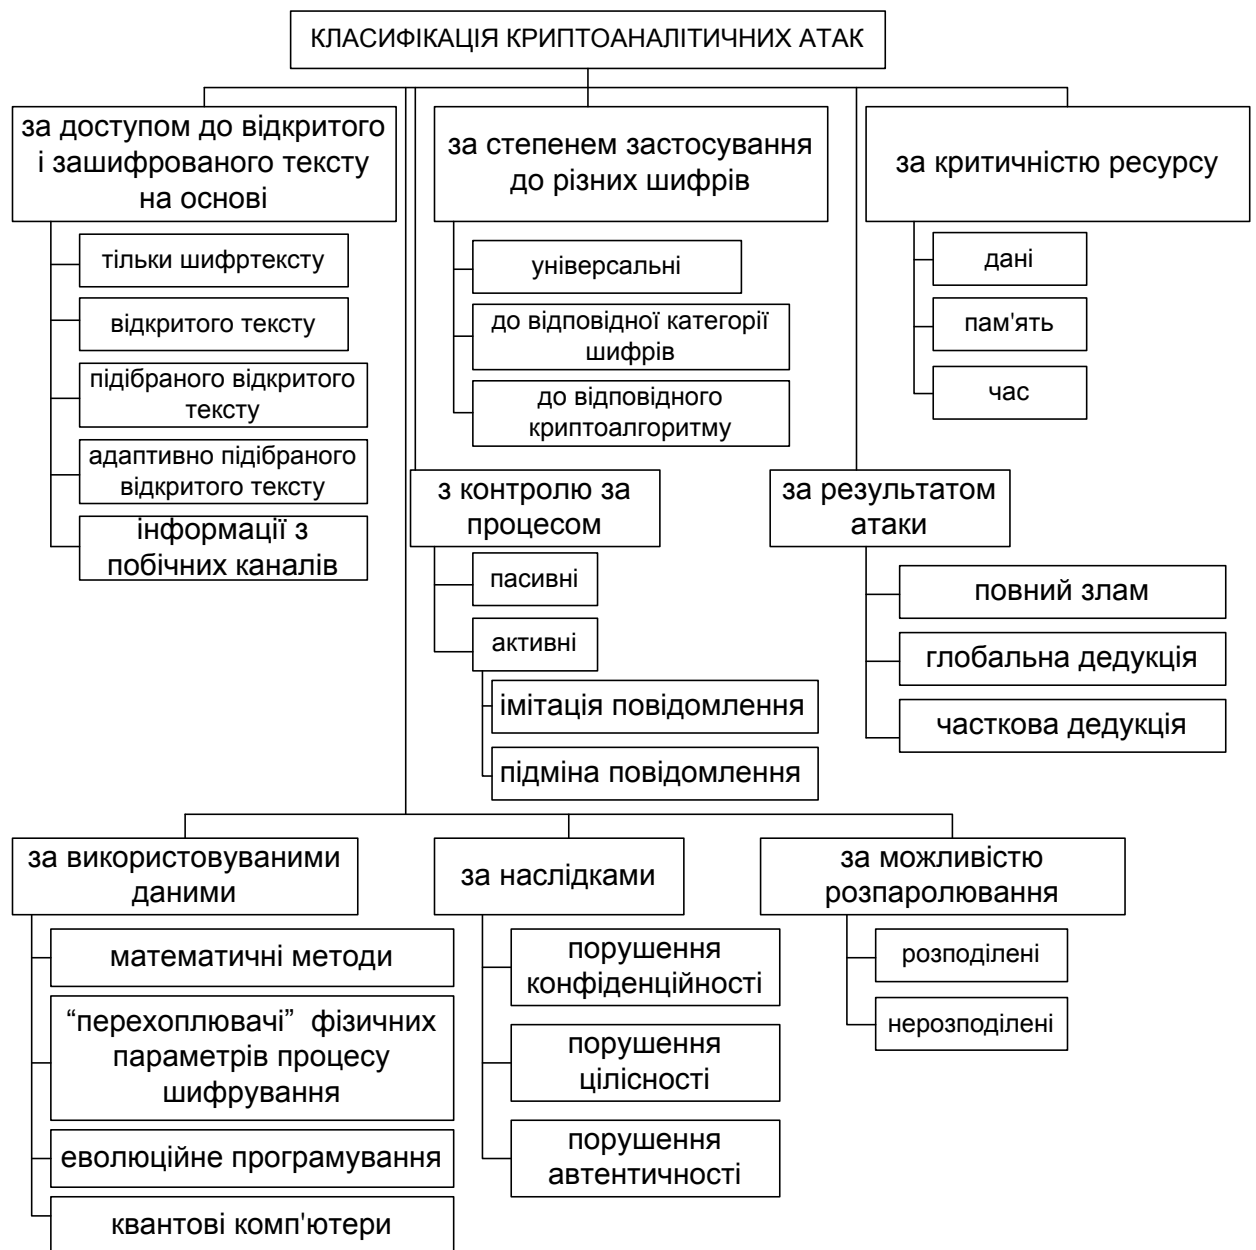 КЛАСИФІКАЦІЯ КРИПТОАНАЛІТИЧНИХ АТАК
за доступом до відкритого
і зашифрованого тексту
на основі
тільки шифртексту
відкритого тексту
підібраного відкритого
тексту
адаптивно підібраного
відкритого тексту
інформації з
побічних каналів
за степенем застосування
до різних шифрів
універсальні
до відповідної категорії
шифрів
до відповідного
криптоалгоритму
за критичністю ресурсу
дані
пам'ять
час
з контролю за
процесом
пасивні
активні
імітація повідомлення
підміна повідомлення
за результатом
атаки
повний злам
глобальна дедукція
часткова дедукція
за використовуваними
даними
математичні методи
“перехоплювачі” фізичних
параметрів процесу
шифрування
еволюційне програмування
квантові комп'ютери
за наслідками
порушення
конфіденційності
порушення
цілісності
порушення
автентичності
за можливістю
розпаролювання
розподілені
нерозподілені